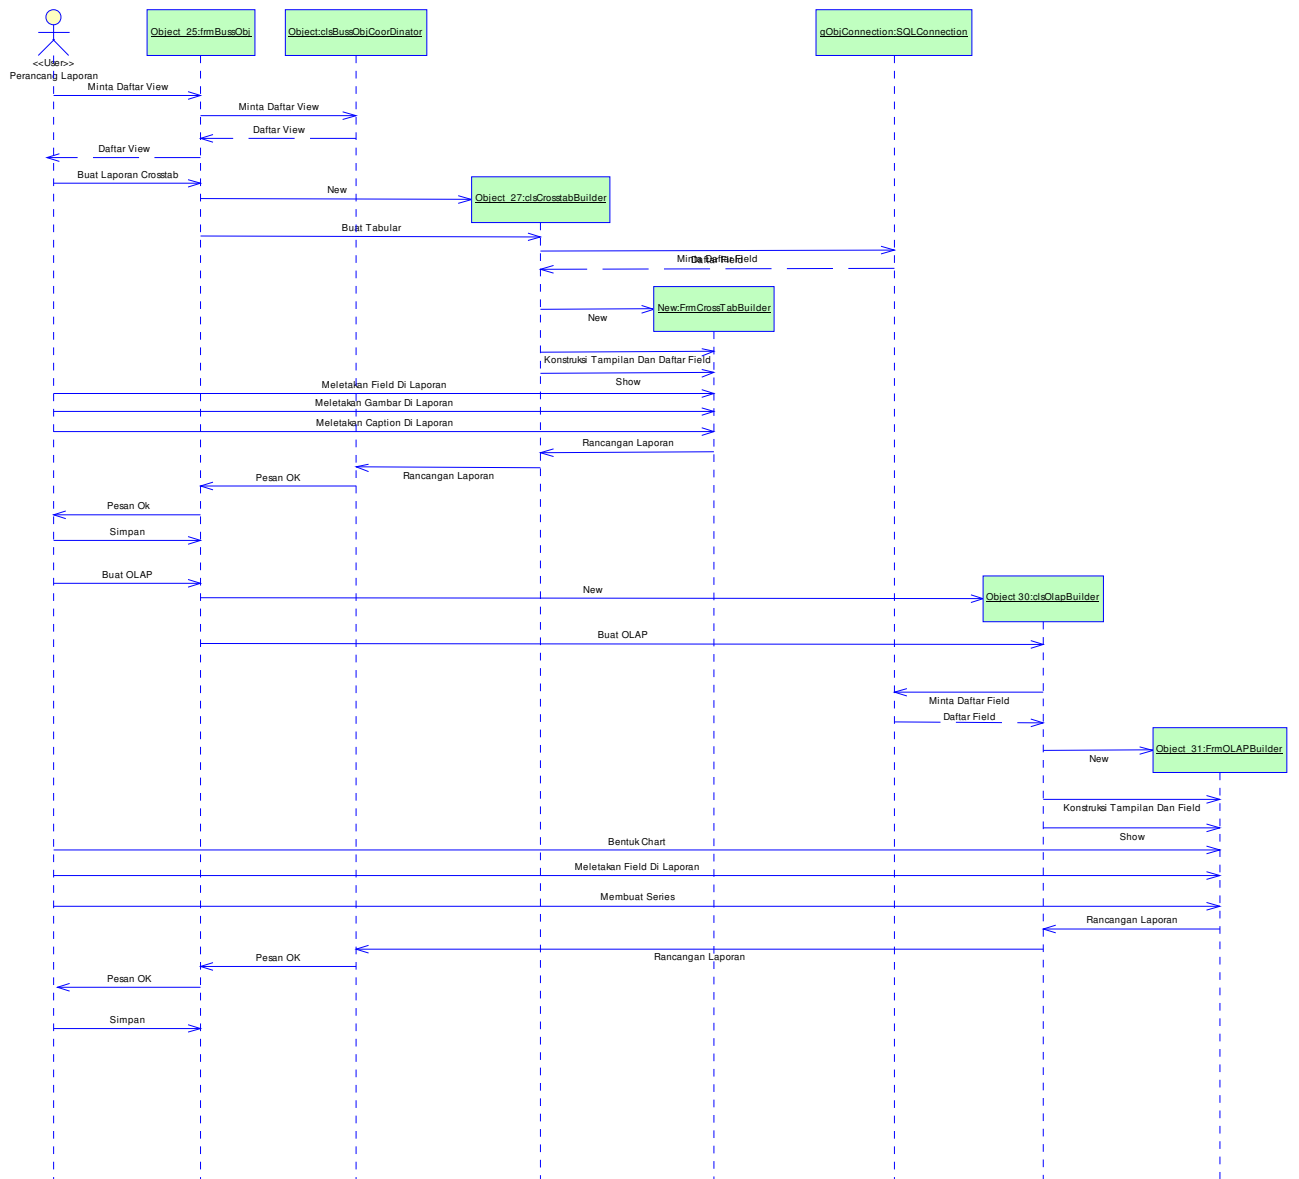 Object_25:frmBussObj
Object:clsBussObjCoorDinator
gObjConnection:SQLConnection
<<User>>
Perancang Laporan
Minta Daftar View
Minta Daftar View
Daftar View
Daftar View
Buat Laporan Crosstab
New
Object_27:clsCrosstabBuilder
Buat Tabular
Minta Daftar Field
Daftar Field
New:FrmCrossTabBuilder
New
Konstruksi Tampilan Dan Daftar Field
Show
Meletakan Field Di Laporan
Meletakan Gambar Di Laporan
Meletakan Caption Di Laporan
Rancangan Laporan
Rancangan Laporan
Pesan OK
Pesan Ok
Simpan
Buat OLAP
New
Object 30:clsOlapBuilder
Buat OLAP
Minta Daftar Field
Daftar Field
Object_31:FrmOLAPBuilder
New
Konstruksi Tampilan Dan Field
Show
Bentuk Chart
Meletakan Field Di Laporan
Membuat Series
Rancangan Laporan
Rancangan Laporan
Pesan OK
Pesan OK
Simpan